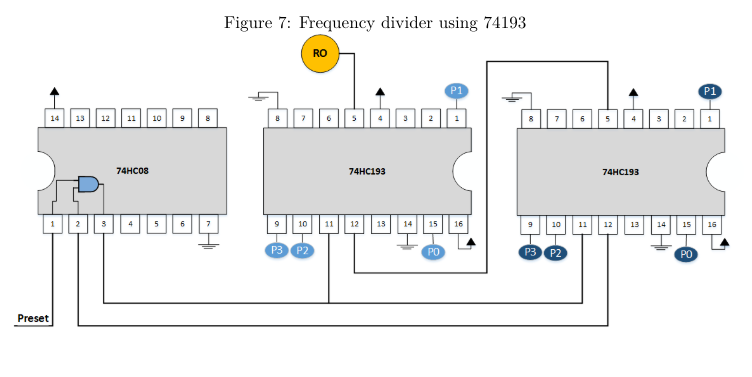 Figure 7: Frequency divider using 74193
RO
P1
P1
14 13 12 11 10 9 8
8 7 6 5 4 3 2 1
8 7 6 5 4 3 2 1
74HC08
74HC193
74HC193
1 2 3 4 5 6 7
9 10 11 12 13 14 15 16
9 10 11 12 13 14 15 16
P3 P2 P0
P3 P2 P0
Preset